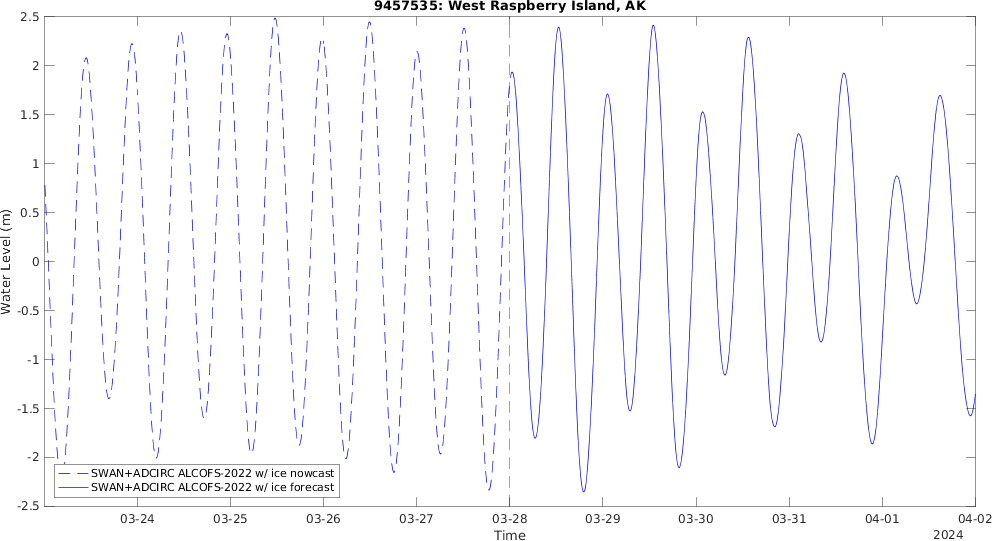 9457535: West Raspberry Island, AK
2.5
2
1.5
1
0.5
0
-0.5
-1
-1.5
-2
-2.5
Water Level (m)
SWAN+ADCIRC ALCOFS-2022 w/ ice nowcast
SWAN+ADCIRC ALCOFS-2022 w/ ice forecast
03-24 03-25 03-26 03-27 03-28 03-29 03-30 03-31 04-01 04-02
Time
2024